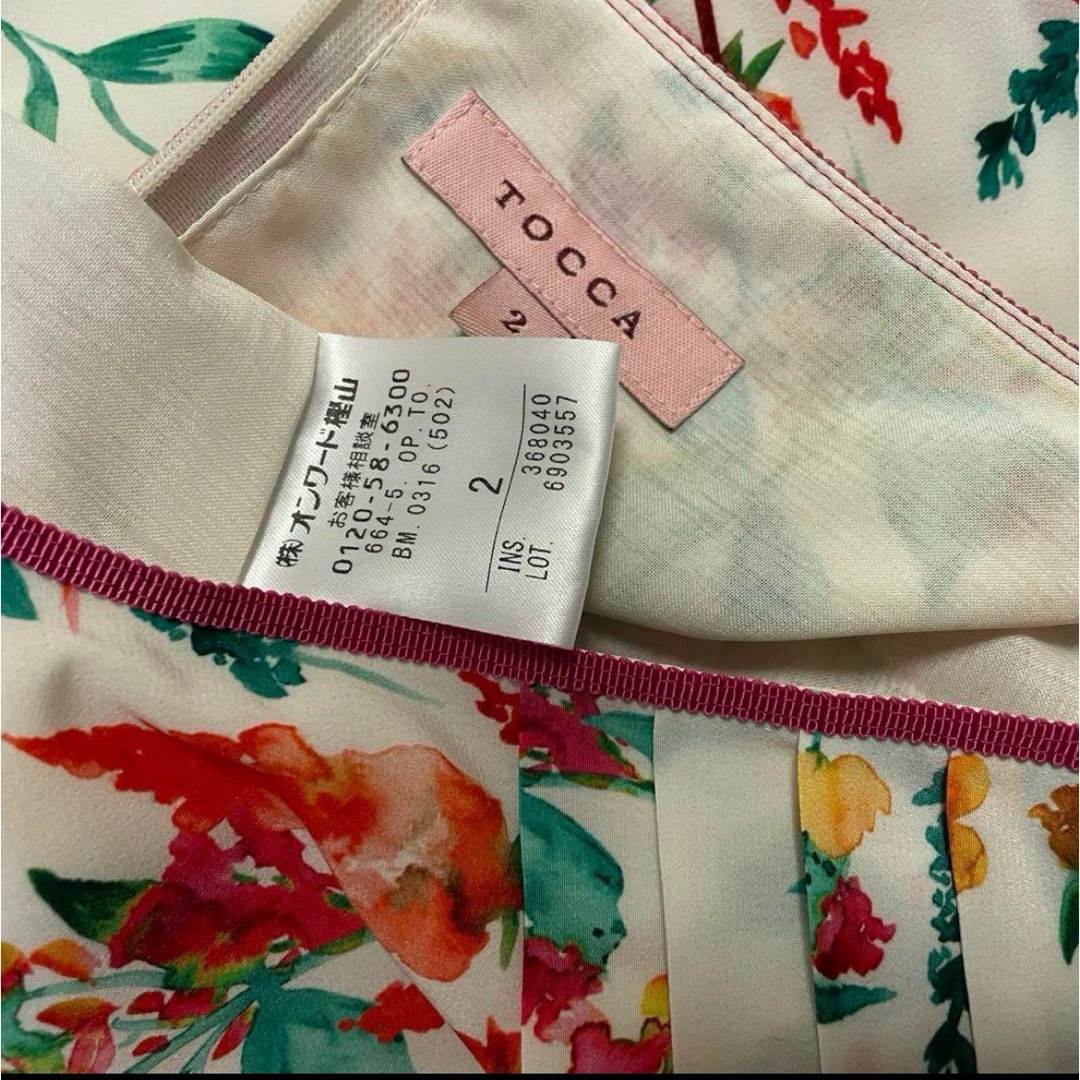 TOCCA
2
㈱オンワード樫山
お客様相談室
0120-58-6300
664-5. OP. TO.
BM. 0316 (502)
2
INS. 368040
LOT. 6903557